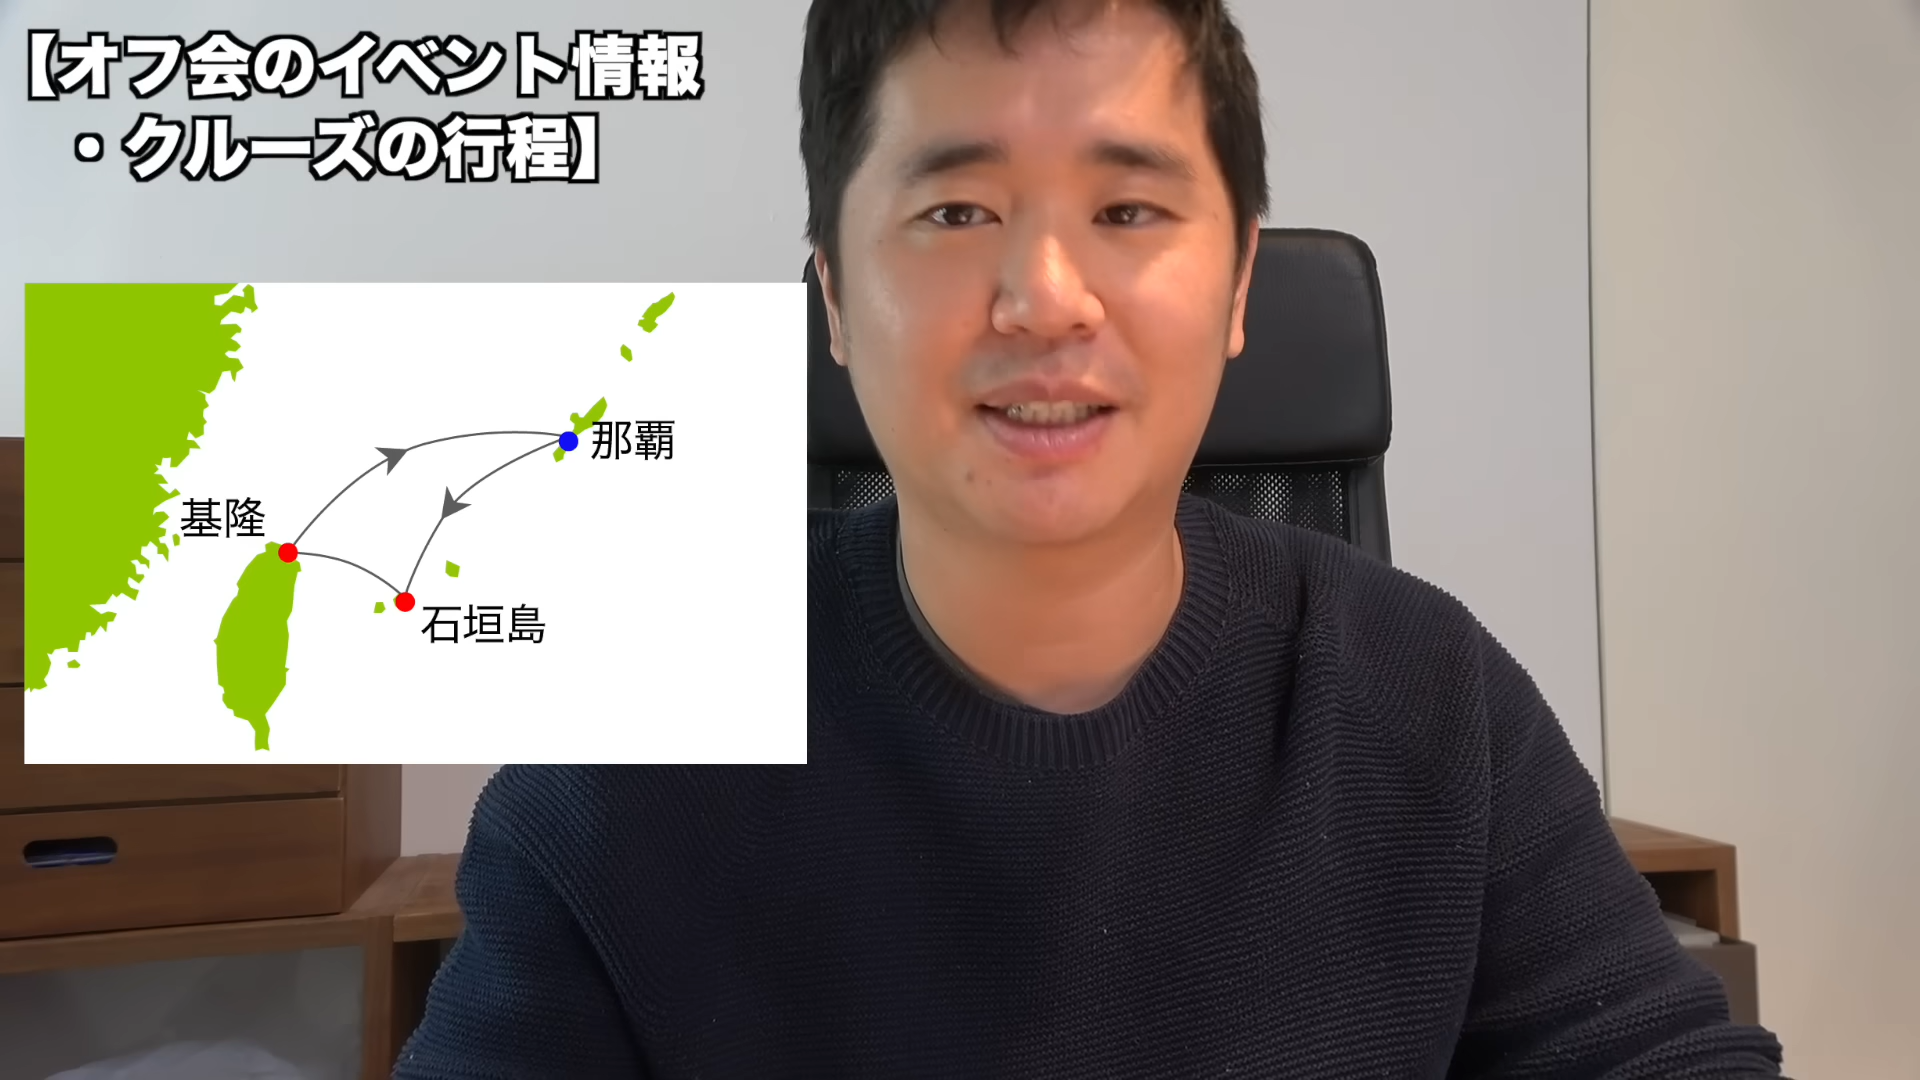 【オフ会のイベント情報
・クルーズの行程】
那覇
基隆
石垣島